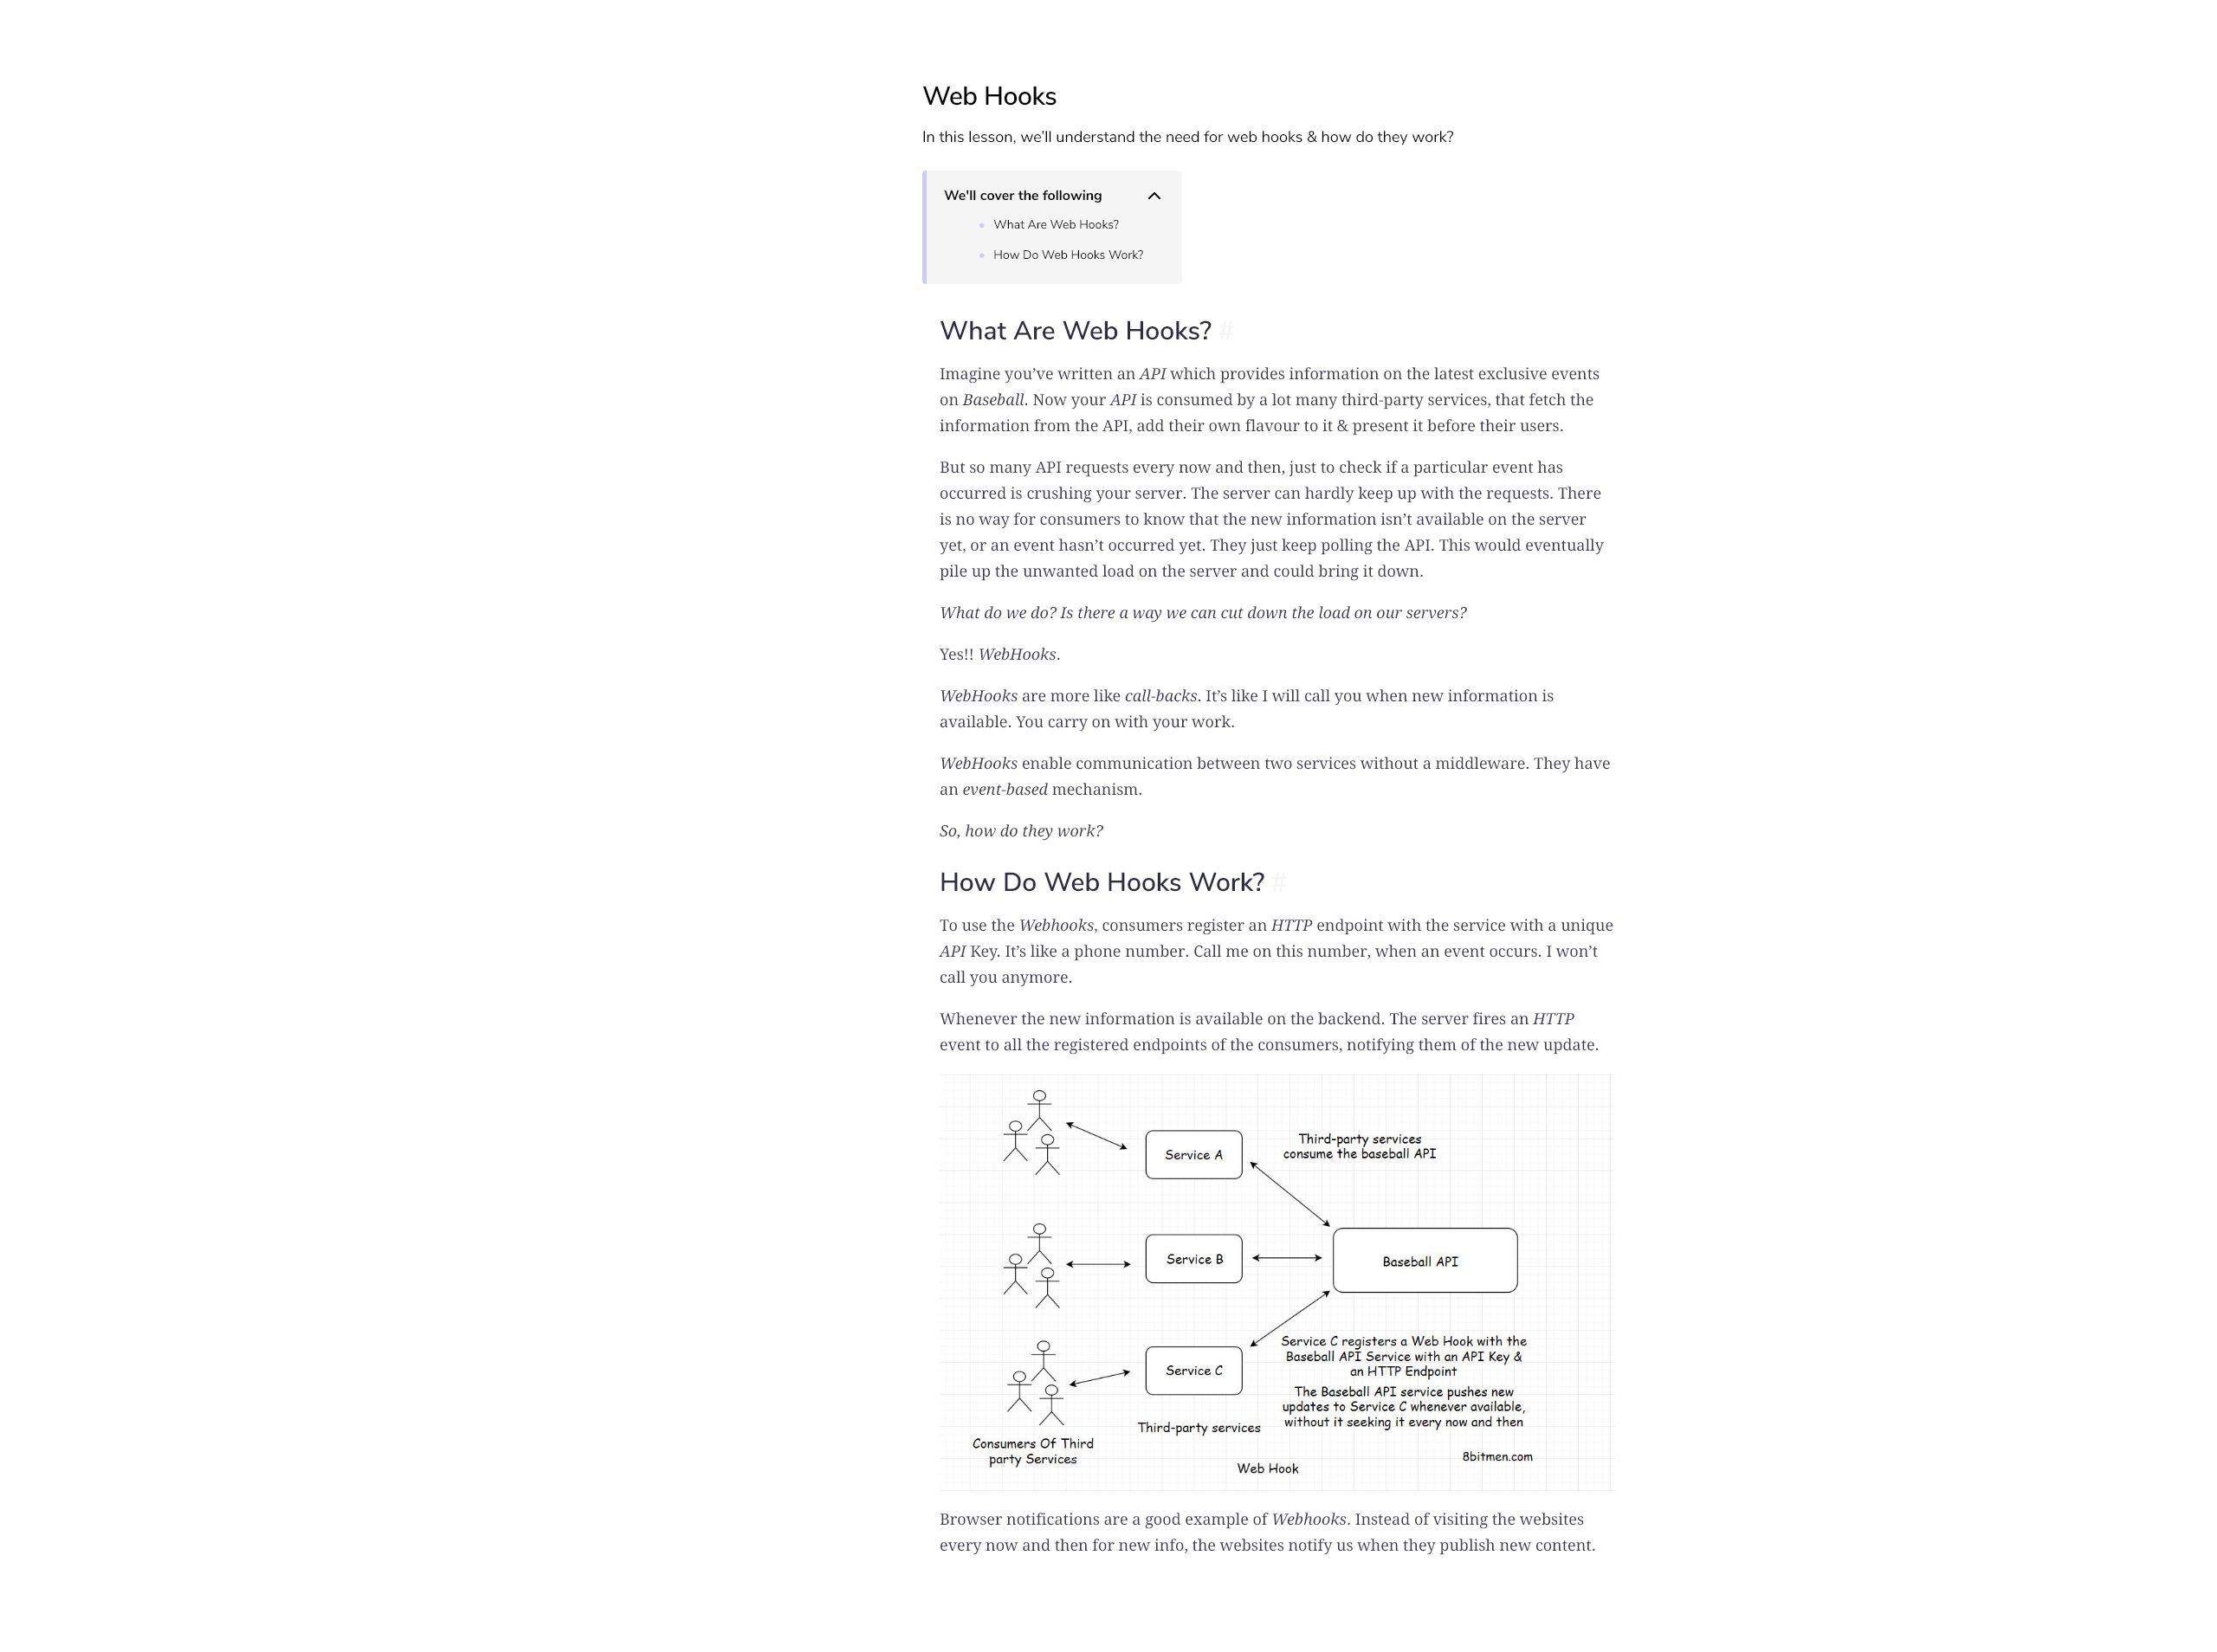 Web Hooks
In this lesson, we'll understand the need for web hooks & how do they work?
We'll cover the following
What Are Web Hooks?
How Do Web Hooks Work?
What Are Web Hooks? #
Imagine you've written an API which provides information on the latest exclusive events
on Baseball. Now your API is consumed by a lot many third-party services, that fetch the
information from the API, add their own flavour to it & present it before their users.
But so many API requests every now and then, just to check if a particular event has
occurred is crushing your server. The server can hardly keep up with the requests. There
is no way for consumers to know that the new information isn't available on the server
yet, or an event hasn't occurred yet. They just keep polling the API. This would eventually
pile up the unwanted load on the server and could bring it down.
What do we do? Is there a way we can cut down the load on our servers?
Yes!! WebHooks.
WebHooks are more like call-backs. It's like I will call you when new information is
available. You carry on with your work.
WebHooks enable communication between two services without a middleware. They have
an event-based mechanism.
So, how do they work?
How Do Web Hooks Work? #
To use the Webhooks, consumers register an HTTP endpoint with the service with a unique
API Key. It's like a phone number. Call me on this number, when an event occurs. I won't
call you anymore.
Whenever the new information is available on the backend. The server fires an HTTP
event to all the registered endpoints of the consumers, notifying them of the new update.
Service A
Third-party services
consume the baseball API
Service B
Baseball API
Service C
Service C registers a Web Hook with the
Baseball API Service with an API Key &
an HTTP Endpoint
The Baseball API service pushes new
updates to Service C whenever available,
without it seeking it every now and then
Third-party services
Consumers Of Third
party Services
8bitmen.com
Web Hook
Browser notifications are a good example of Webhooks. Instead of visiting the websites
every now and then for new info, the websites notify us when they publish new content.